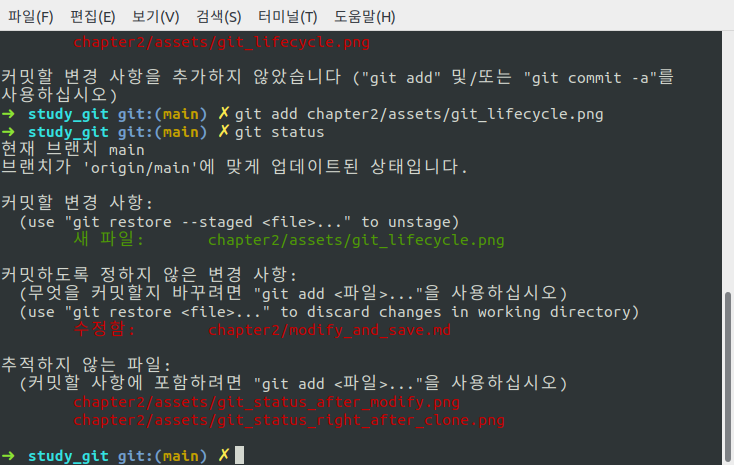 파일(F) 편집(E) 보기(V) 검색(S) 터미널(T) 도움말(H)
chapter2/assets/git_lifecycle.png
커밋할 변경 사항을 추가하지 않았습니다 ("git add" 및/또는 "git commit -a"를
사용하십시오)
➜ study_git git:(main) ✗ git add chapter2/assets/git_lifecycle.png
➜ study_git git:(main) ✗ git status
현재 브랜치 main
브랜치가 'origin/main'에 맞게 업데이트된 상태입니다.
커밋할 변경 사항:
(use "git restore --staged <file>..." to unstage)
새 파일: chapter2/assets/git_lifecycle.png
커밋하도록 정하지 않은 변경 사항:
(무엇을 커밋할지 바꾸려면 "git add <파일>..."을 사용하십시오)
(use "git restore <file>..." to discard changes in working directory)
수정함: chapter2/modify_and_save.md
추적하지 않는 파일:
(커밋할 사항에 포함하려면 "git add <파일>..."을 사용하십시오)
chapter2/assets/git_status_after_modify.png
chapter2/assets/git_status_right_after_clone.png
➜ study_git git:(main) ✗